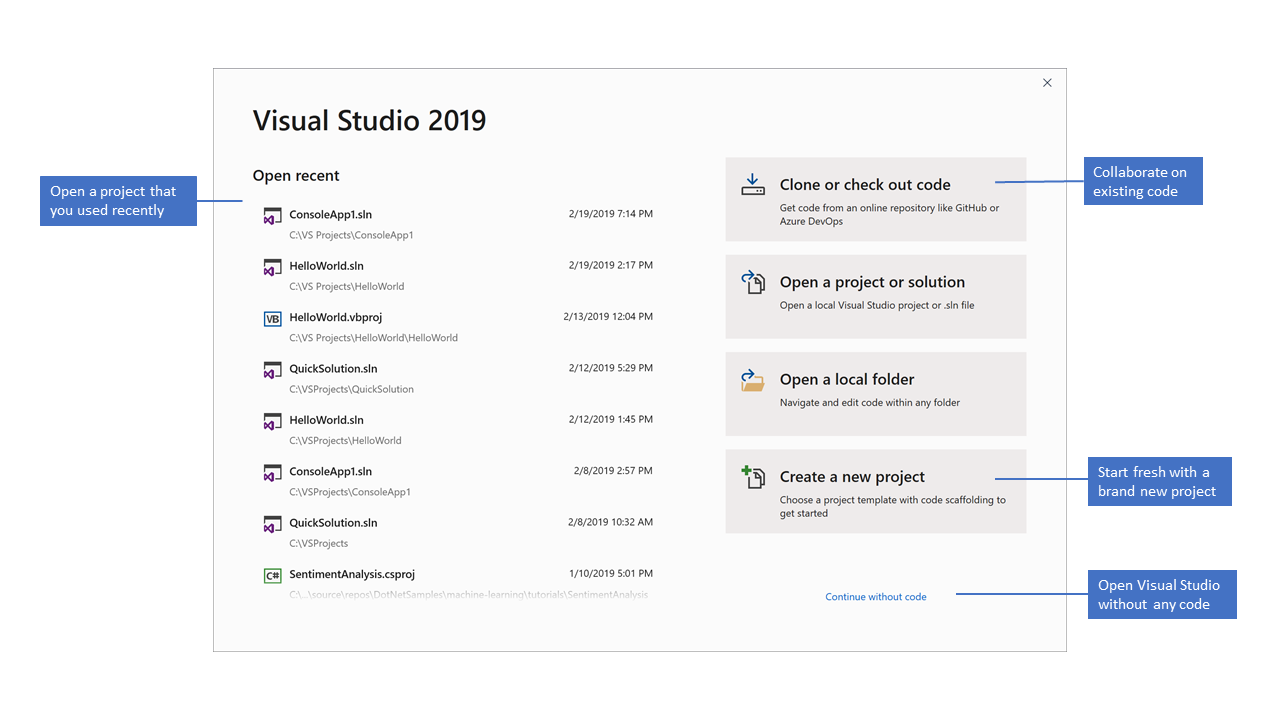 Visual Studio 2019
Open recent
Open a project that
you used recently
ConsoleApp1.sln 2/19/2019 7:14 PM
C:\VS Projects\ConsoleApp1
HelloWorld.sln 2/19/2019 2:17 PM
C:\VS Projects\HelloWorld
VB HelloWorld.vbproj 2/13/2019 12:04 PM
C:\VS Projects\HelloWorld\HelloWorld
QuickSolution.sln 2/12/2019 5:29 PM
C:\VSProjects\QuickSolution
HelloWorld.sln 2/12/2019 1:45 PM
C:\VSProjects\HelloWorld
ConsoleApp1.sln 2/8/2019 2:57 PM
C:\VSProjects\ConsoleApp1
QuickSolution.sln 2/8/2019 10:32 AM
C:\VSProjects
C# SentimentAnalysis.csproj 1/10/2019 5:01 PM
C:\...\source\repos\DotNetSamples\machine-learning\tutorials\SentimentAnalysis
Clone or check out code
Get code from an online repository like GitHub or
Azure DevOps
Collaborate on
existing code
Open a project or solution
Open a local Visual Studio project or .sln file
Open a local folder
Navigate and edit code within any folder
Create a new project
Choose a project template with code scaffolding to
get started
Start fresh with a
brand new project
Continue without code
Open Visual Studio
without any code